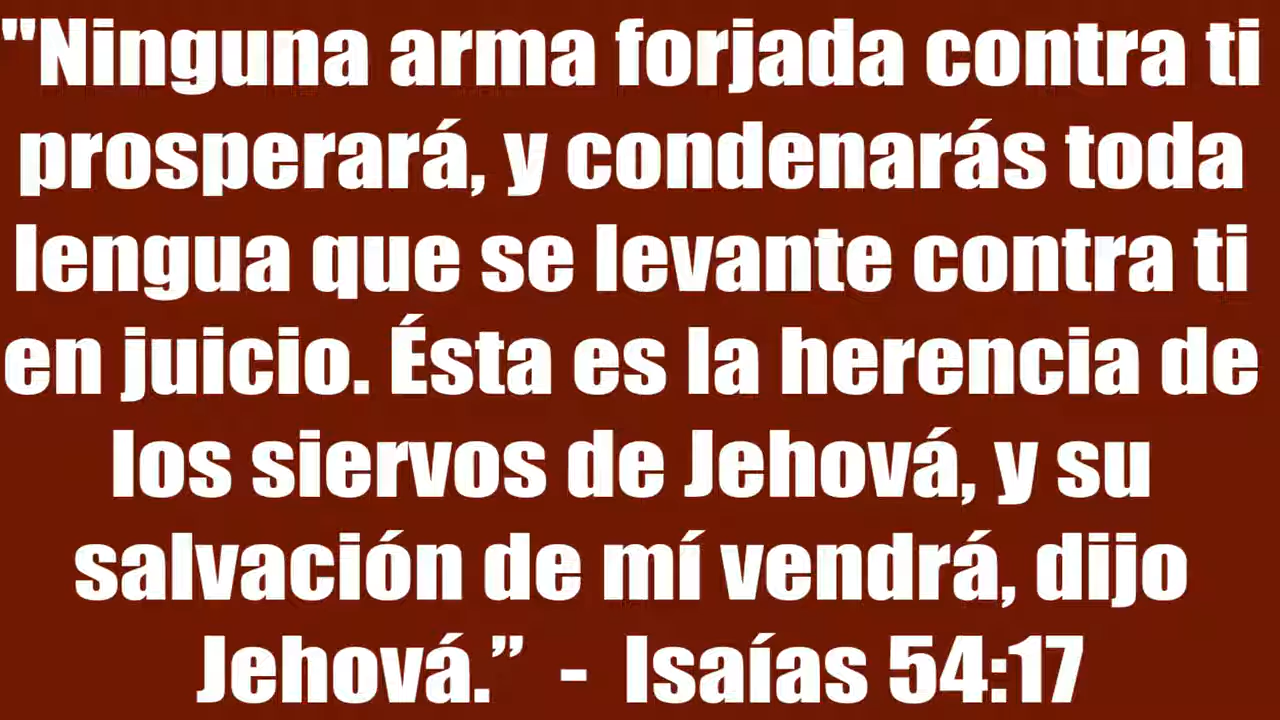 "Ninguna arma forjada contra ti
prosperará, y condenarás toda
lengua que se levante contra ti
en juicio. Ésta es la herencia de
los siervos de Jehová, y su
salvación de mí vendrá, dijo
Jehová.” - Isaías 54:17